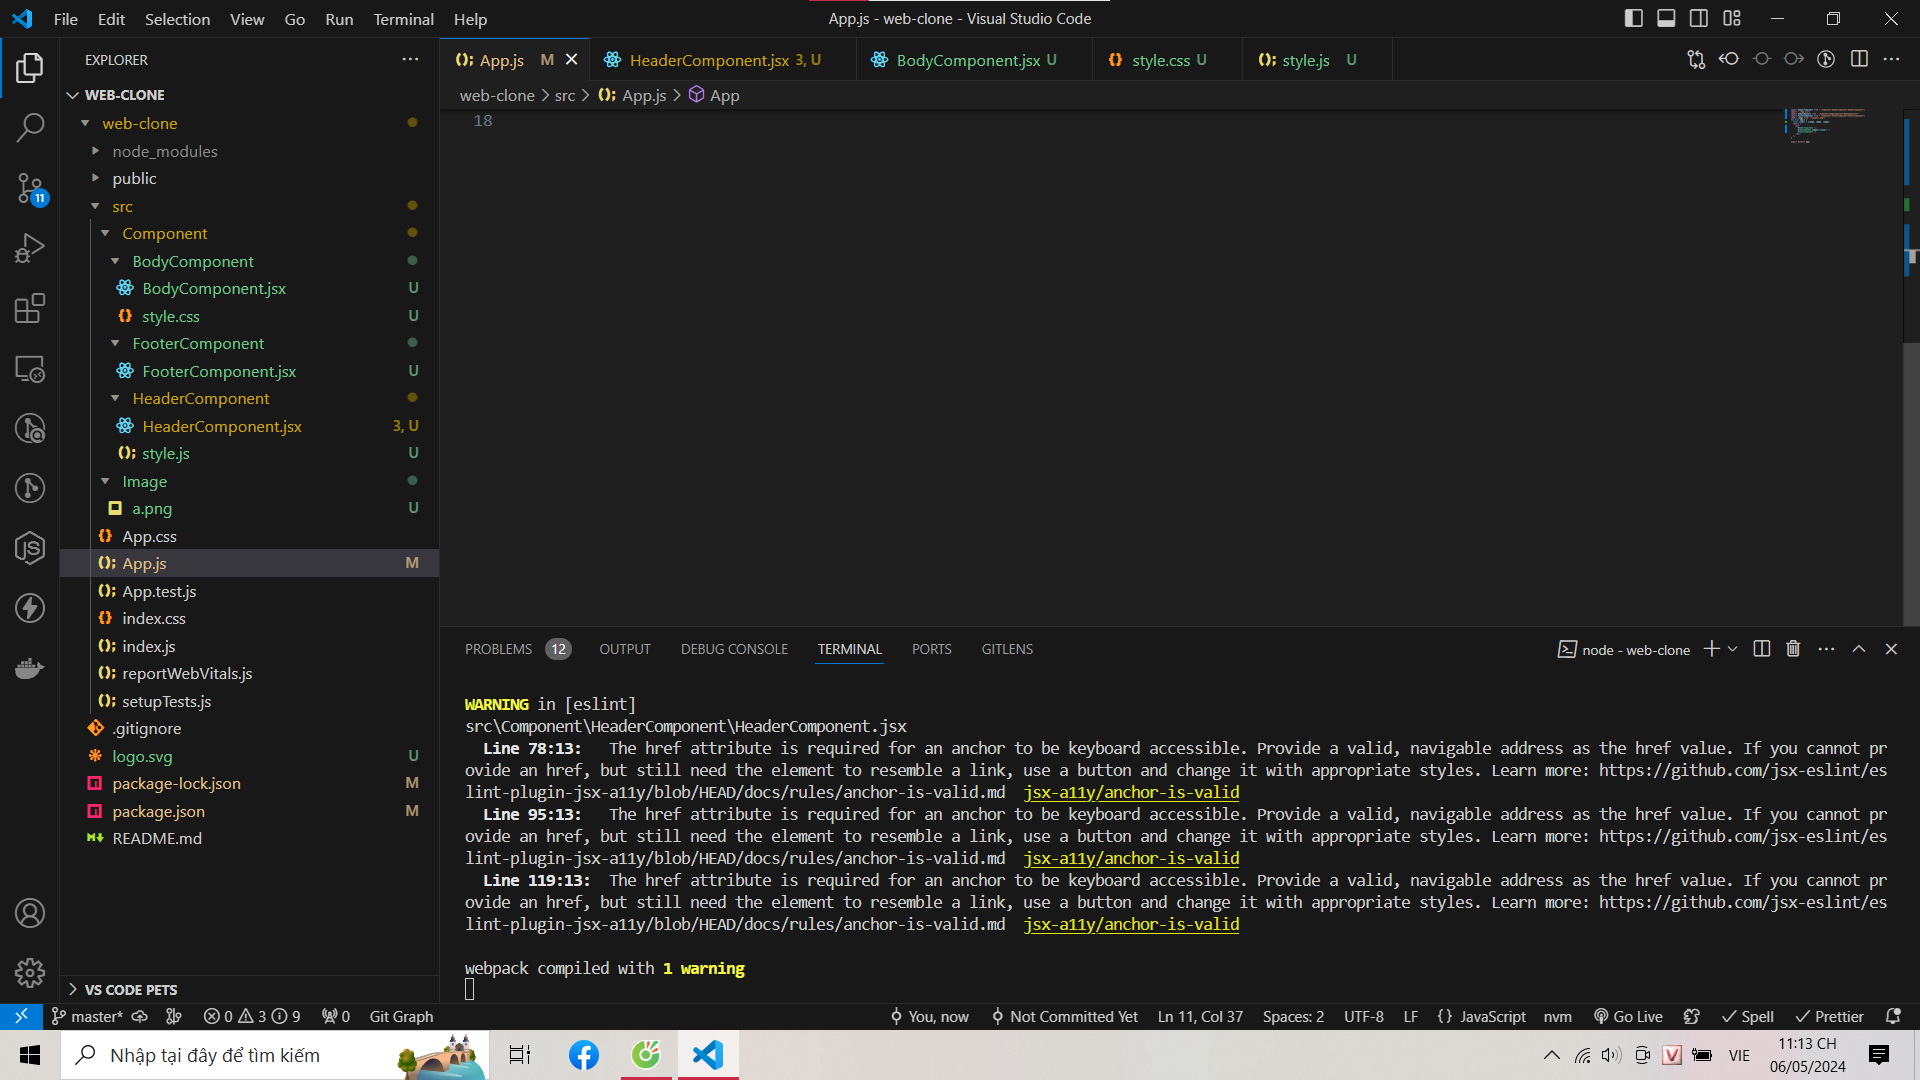 File Edit Selection View Go Run Terminal Help
App.js - web-clone - Visual Studio Code
EXPLORER
WEB-CLONE
web-clone
node_modules
public
src
Component
BodyComponent
BodyComponent.jsx U
style.css U
FooterComponent
FooterComponent.jsx U
HeaderComponent
HeaderComponent.jsx 3, U
style.js U
Image
a.png U
App.css
App.js M
App.test.js
index.css
index.js
reportWebVitals.js
setupTests.js
.gitignore
logo.svg U
package-lock.json M
package.json M
README.md
VS CODE PETS
11
App.js M
HeaderComponent.jsx 3, U
BodyComponent.jsx U
style.css U
style.js U
web-clone > src > App.js > App
18
PROBLEMS 12 OUTPUT DEBUG CONSOLE TERMINAL PORTS GITLENS
node - web-clone
WARNING in [eslint]
src\Component\HeaderComponent\HeaderComponent.jsx
Line 78:13: The href attribute is required for an anchor to be keyboard accessible. Provide a valid, navigable address as the href value. If you cannot pr
ovide an href, but still need the element to resemble a link, use a button and change it with appropriate styles. Learn more: https://github.com/jsx-eslint/es
lint-plugin-jsx-a11y/blob/HEAD/docs/rules/anchor-is-valid.md jsx-a11y/anchor-is-valid
Line 95:13: The href attribute is required for an anchor to be keyboard accessible. Provide a valid, navigable address as the href value. If you cannot pr
ovide an href, but still need the element to resemble a link, use a button and change it with appropriate styles. Learn more: https://github.com/jsx-eslint/es
lint-plugin-jsx-a11y/blob/HEAD/docs/rules/anchor-is-valid.md jsx-a11y/anchor-is-valid
Line 119:13: The href attribute is required for an anchor to be keyboard accessible. Provide a valid, navigable address as the href value. If you cannot pr
ovide an href, but still need the element to resemble a link, use a button and change it with appropriate styles. Learn more: https://github.com/jsx-eslint/es
lint-plugin-jsx-a11y/blob/HEAD/docs/rules/anchor-is-valid.md jsx-a11y/anchor-is-valid
webpack compiled with 1 warning
master* 0 3 9 0 Git Graph You, now Not Committed Yet Ln 11, Col 37 Spaces: 2 UTF-8 LF {} JavaScript nvm Go Live Spell Prettier
Nhập tại đây để tìm kiếm
VIE
11:13 CH
06/05/2024